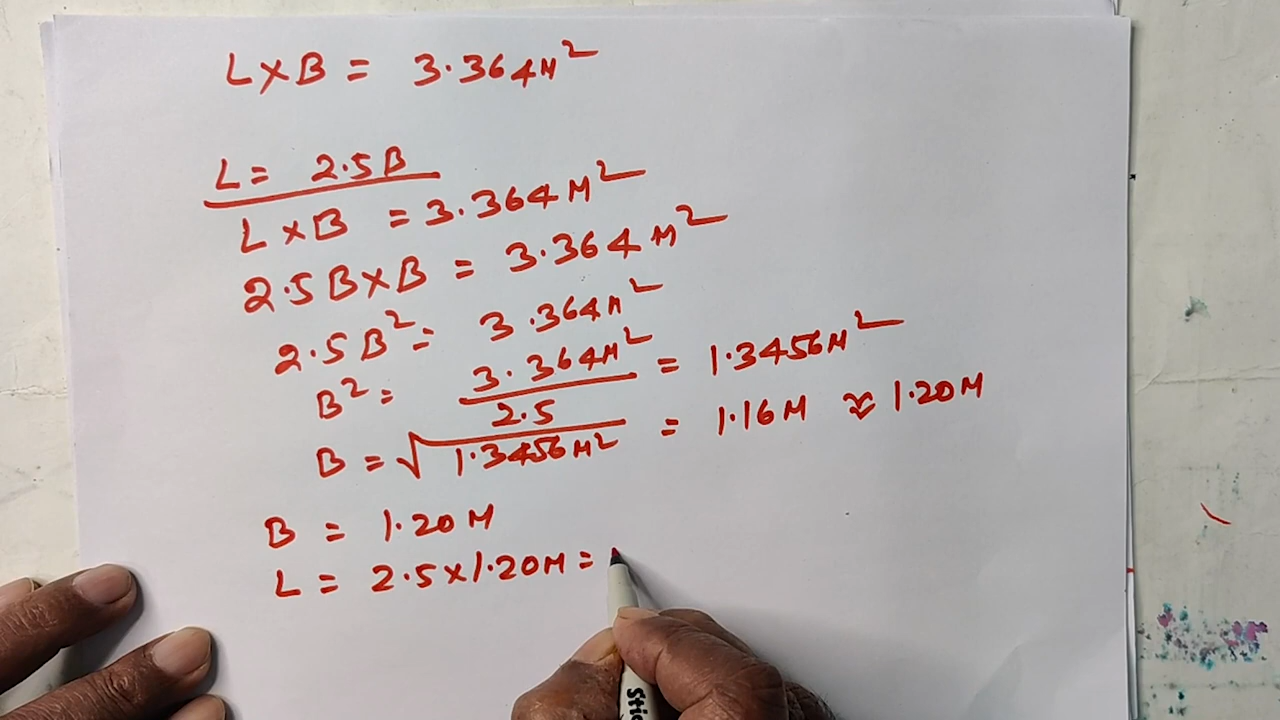 L×B = 3.364M²
L = 2.5B
L×B = 3.364M²
2.5B×B = 3.364M²
2.5B² = 3.364M²
B² = 3.364M²/2.5 = 1.3456M²
B = √1.3456M² = 1.16M ≈ 1.20M
B = 1.20M
L = 2.5×1.20M =
Stic